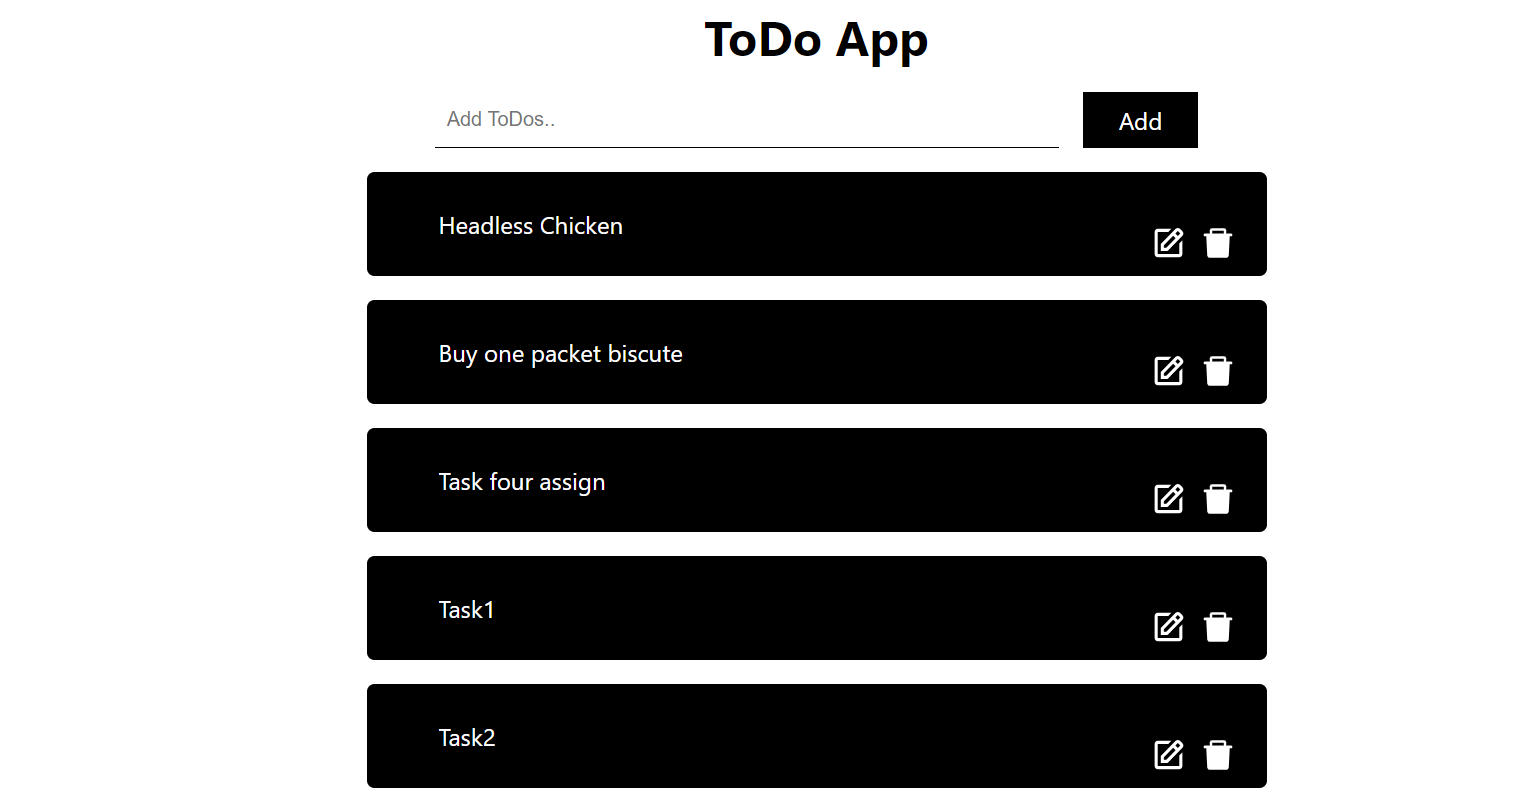 ToDo App
Add ToDos..
Add
Headless Chicken
Buy one packet biscute
Task four assign
Task1
Task2